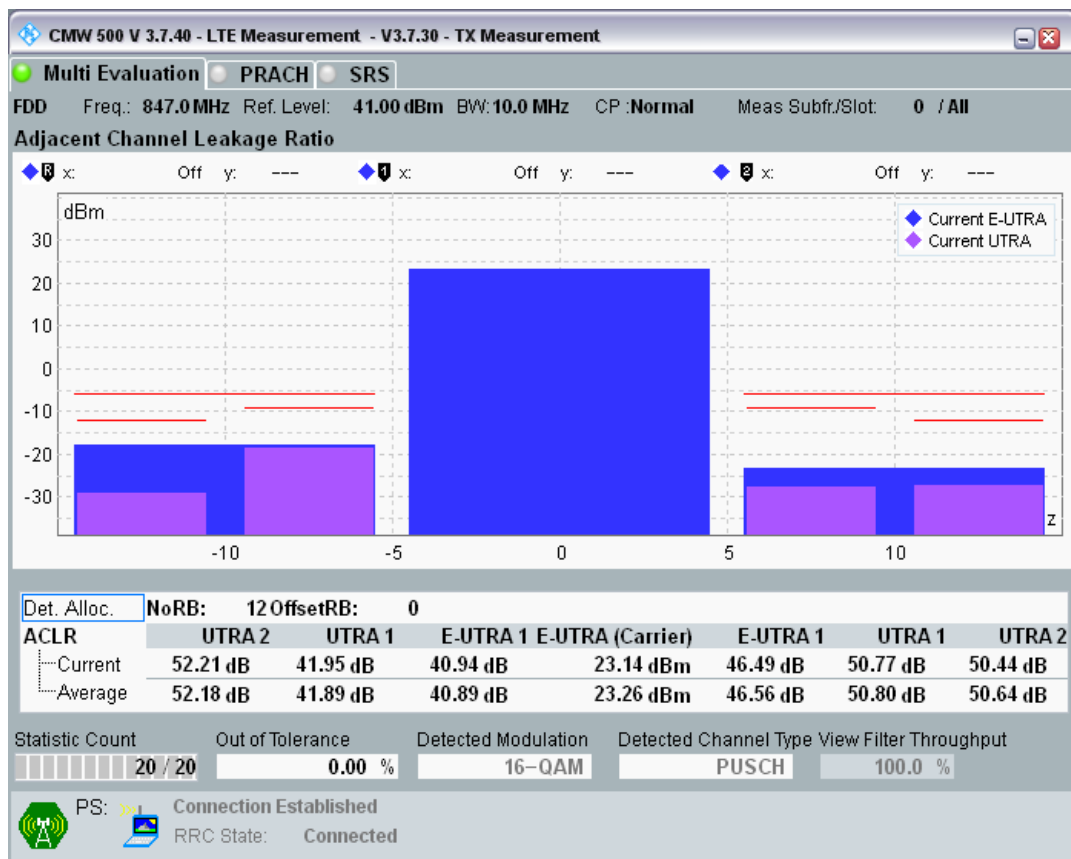 CMW 500 V 3.7.40 - LTE Measurement - V3.7.30 - TX Measurement
Multi Evaluation PRACH SRS
FDD Freq.: 847.0 MHz Ref. Level: 41.00 dBm BW: 10.0 MHz CP :Normal Meas Subfr./Slot: 0 / All
Adjacent Channel Leakage Ratio
R x: Off y: --- 1 x: Off y: --- 2 x: Off y: ---
dBm
Current E-UTRA
Current UTRA
30
20
10
0
-10
-20
-30
z
-10 -5 0 5 10
Det. Alloc. NoRB: 12 OffsetRB: 0
ACLR UTRA 2 UTRA 1 E-UTRA 1 E-UTRA (Carrier) E-UTRA 1 UTRA 1 UTRA 2
Current 52.21 dB 41.95 dB 40.94 dB 23.14 dBm 46.49 dB 50.77 dB 50.44 dB
Average 52.18 dB 41.89 dB 40.89 dB 23.26 dBm 46.56 dB 50.80 dB 50.64 dB
Statistic Count Out of Tolerance Detected Modulation Detected Channel Type View Filter Throughput
20 / 20 0.00 % 16-QAM PUSCH 100.0 %
PS: Connection Established
RRC State: Connected